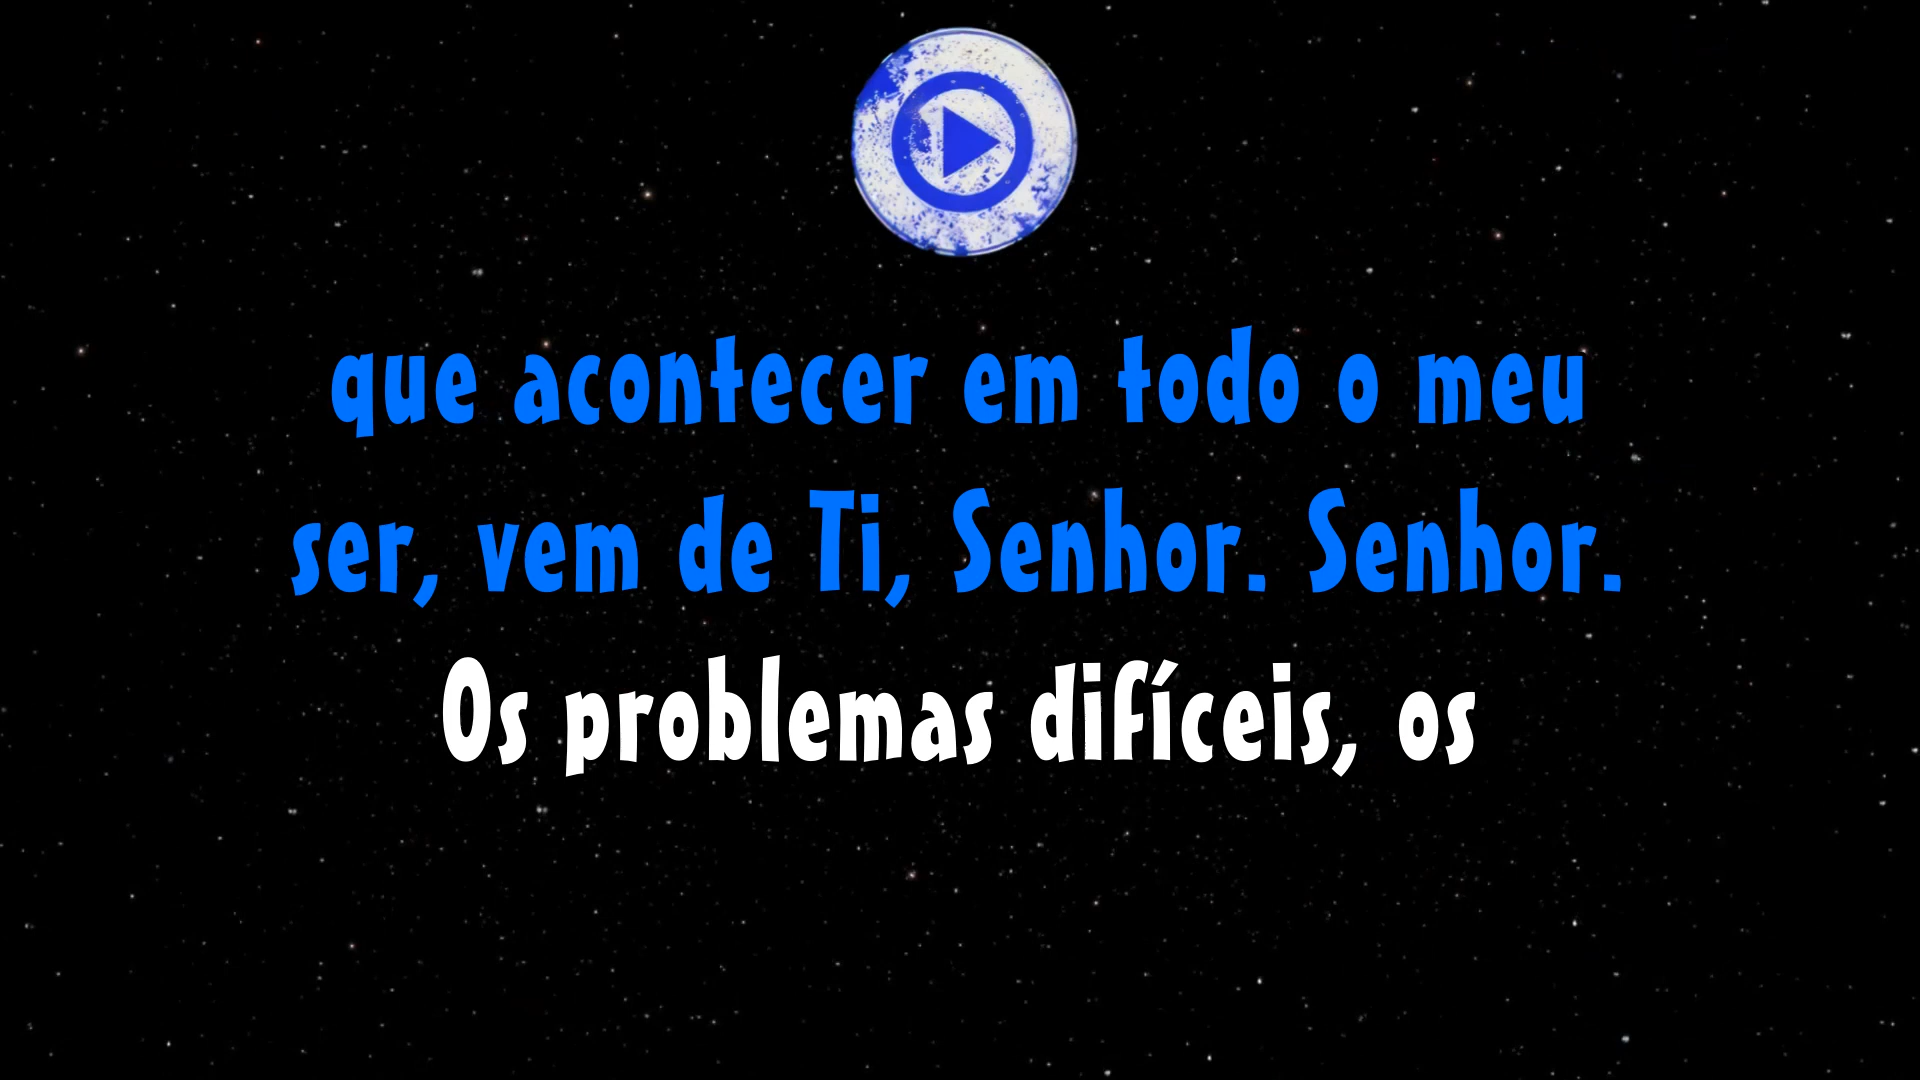 que acontecer em todo o meu
ser, vem de Ti, Senhor. Senhor.
Os problemas difíceis, os